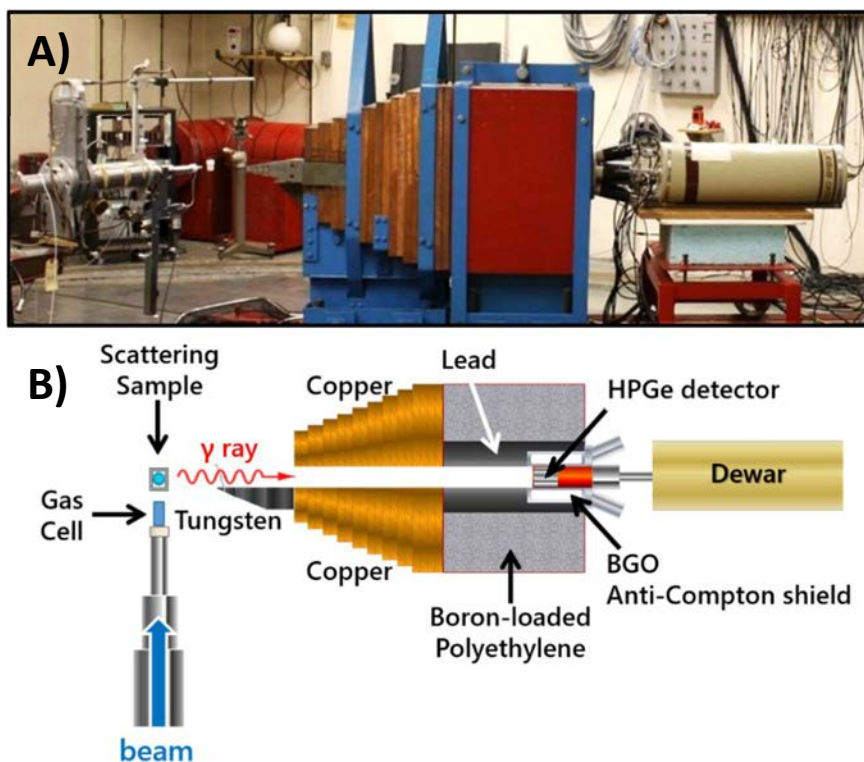 A)
B)
Scattering
Sample
Copper
Lead
HPGe detector
γ ray
Dewar
Gas
Cell
Tungsten
Copper
BGO
Anti-Compton shield
Boron-loaded
Polyethylene
beam